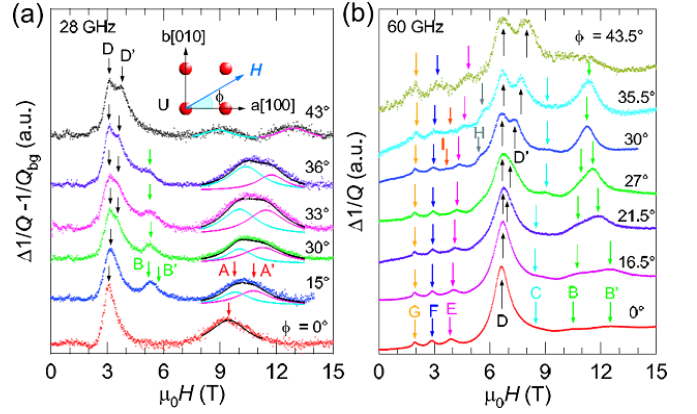 (a)
28 GHz
D
D'
b[010]
H
ϕ
U
a[100]
43°
36°
33°
30°
B
B'
A
A'
15°
ϕ = 0°
0
3
6
9
12
15
μ0H (T)
Δ1/Q -1/Qbg (a.u.)
(b)
60 GHz
ϕ = 43.5°
35.5°
H
I
30°
D'
27°
21.5°
16.5°
G
F
E
D
C
B
B'
0°
0
3
6
9
12
15
μ0H (T)
Δ1/Q (a.u.)